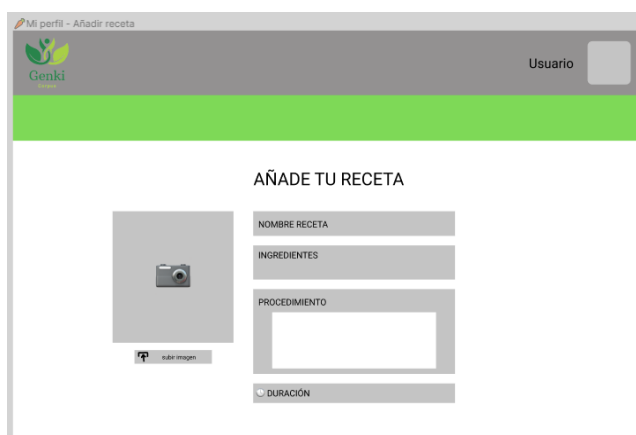 Mi perfil - Añadir receta
Genki
Usuario
AÑADE TU RECETA
NOMBRE RECETA
INGREDIENTES
PROCEDIMIENTO
subir imagen
DURACIÓN